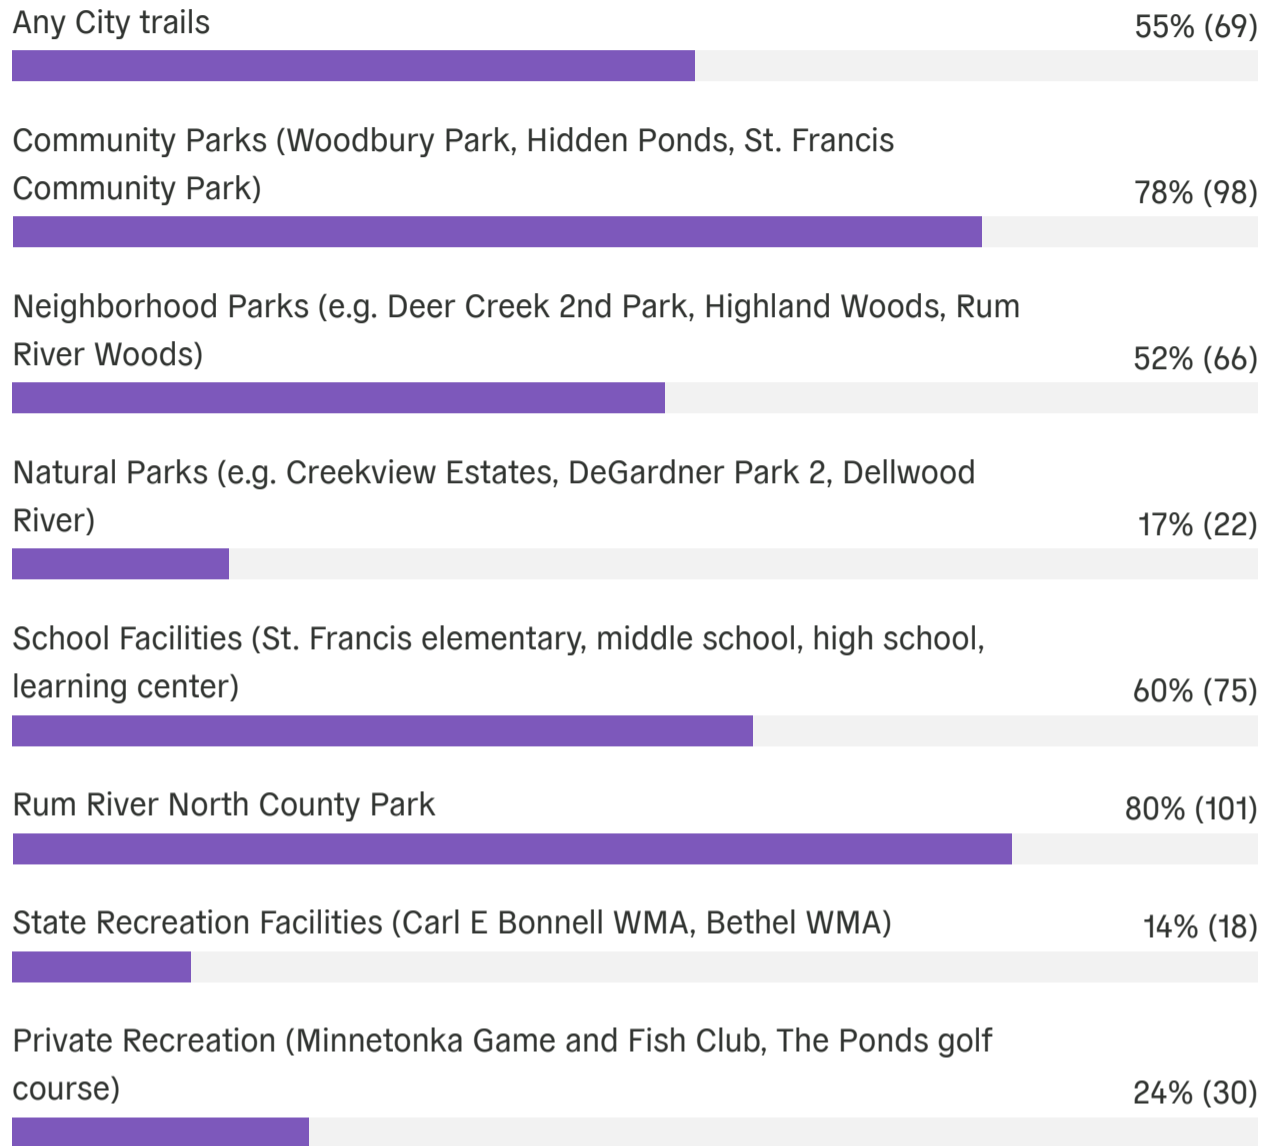 Any City trails
55% (69)
Community Parks (Woodbury Park, Hidden Ponds, St. Francis
Community Park)
78% (98)
Neighborhood Parks (e.g. Deer Creek 2nd Park, Highland Woods, Rum
River Woods)
52% (66)
Natural Parks (e.g. Creekview Estates, DeGardner Park 2, Dellwood
River)
17% (22)
School Facilities (St. Francis elementary, middle school, high school,
learning center)
60% (75)
Rum River North County Park
80% (101)
State Recreation Facilities (Carl E Bonnell WMA, Bethel WMA)
14% (18)
Private Recreation (Minnetonka Game and Fish Club, The Ponds golf
course)
24% (30)